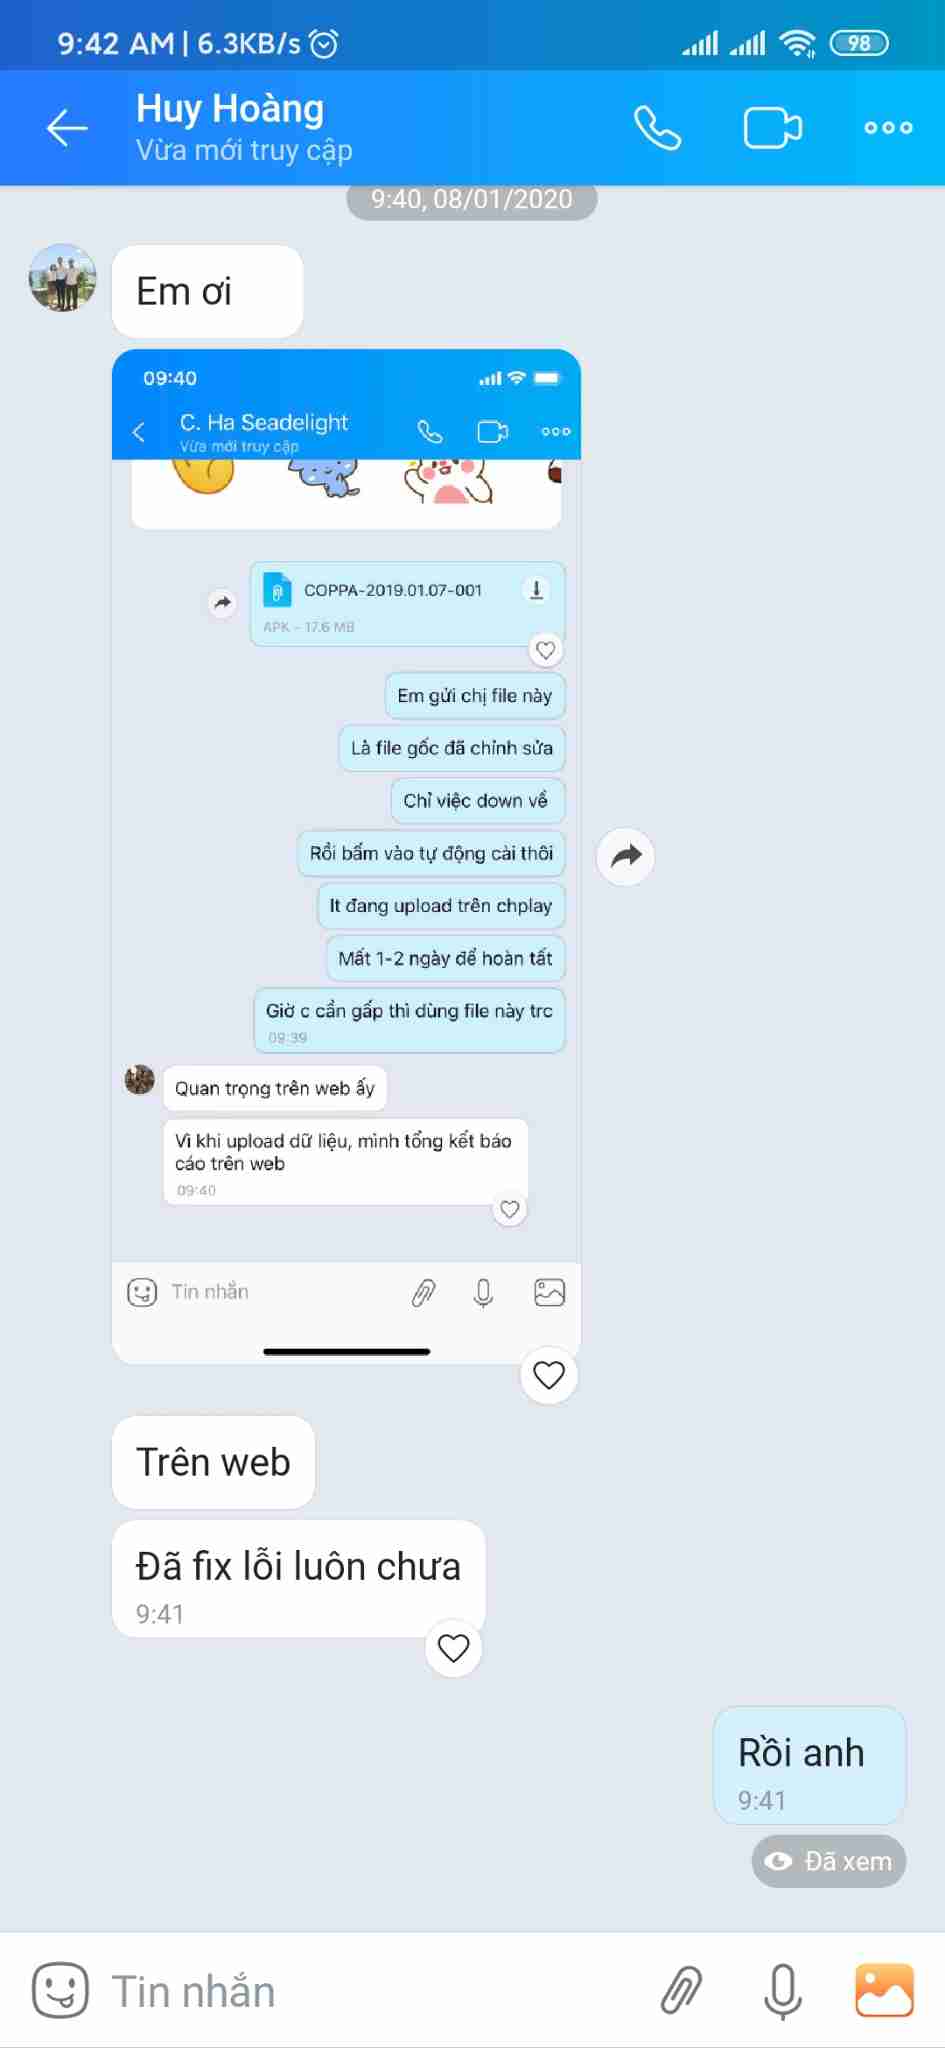 9:42 AM | 6.3KB/s
98
Huy Hoàng
Vừa mới truy cập
9:40, 08/01/2020
Em ơi
09:40
C. Ha Seadelight
Vừa mới truy cập
COPPA-2019.01.07-001
APK - 17.6 MB
Em gửi chị file này
Là file gốc đã chỉnh sửa
Chỉ việc down về
Rồi bấm vào tự động cài thôi
It đang upload trên chplay
Mất 1-2 ngày để hoàn tất
Giờ c cần gấp thì dùng file này trc
09:39
Quan trọng trên web ấy
Vì khi upload dữ liệu, mình tổng kết báo
cáo trên web
09:40
Tin nhắn
Trên web
Đã fix lỗi luôn chưa
9:41
Rồi anh
9:41
Đã xem
Tin nhắn